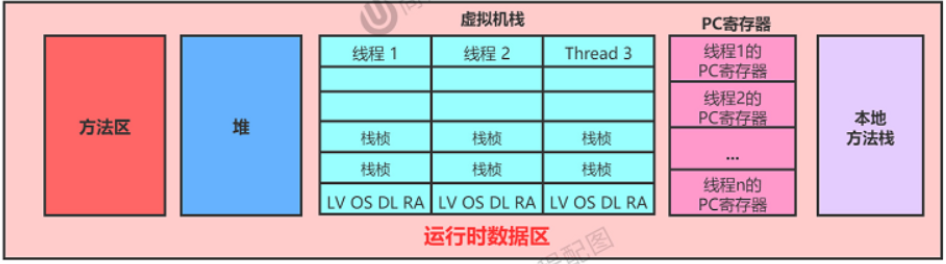 虚拟机栈
PC寄存器
方法区
堆
线程 1
线程 2
Thread 3
栈桢
栈桢
栈桢
栈桢
栈桢
栈桢
LV OS DL RA
LV OS DL RA
LV OS DL RA
线程1的
PC寄存器
线程2的
PC寄存器
...
线程n的
PC寄存器
本地
方法栈
运行时数据区